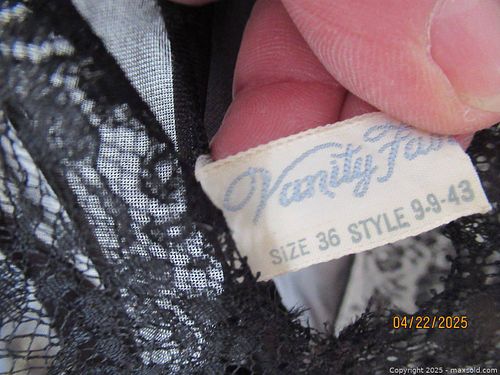 Vanity Fair
SIZE 36 STYLE 9-9-43
04/22/2025
Copyright 2025 - maxsold.com